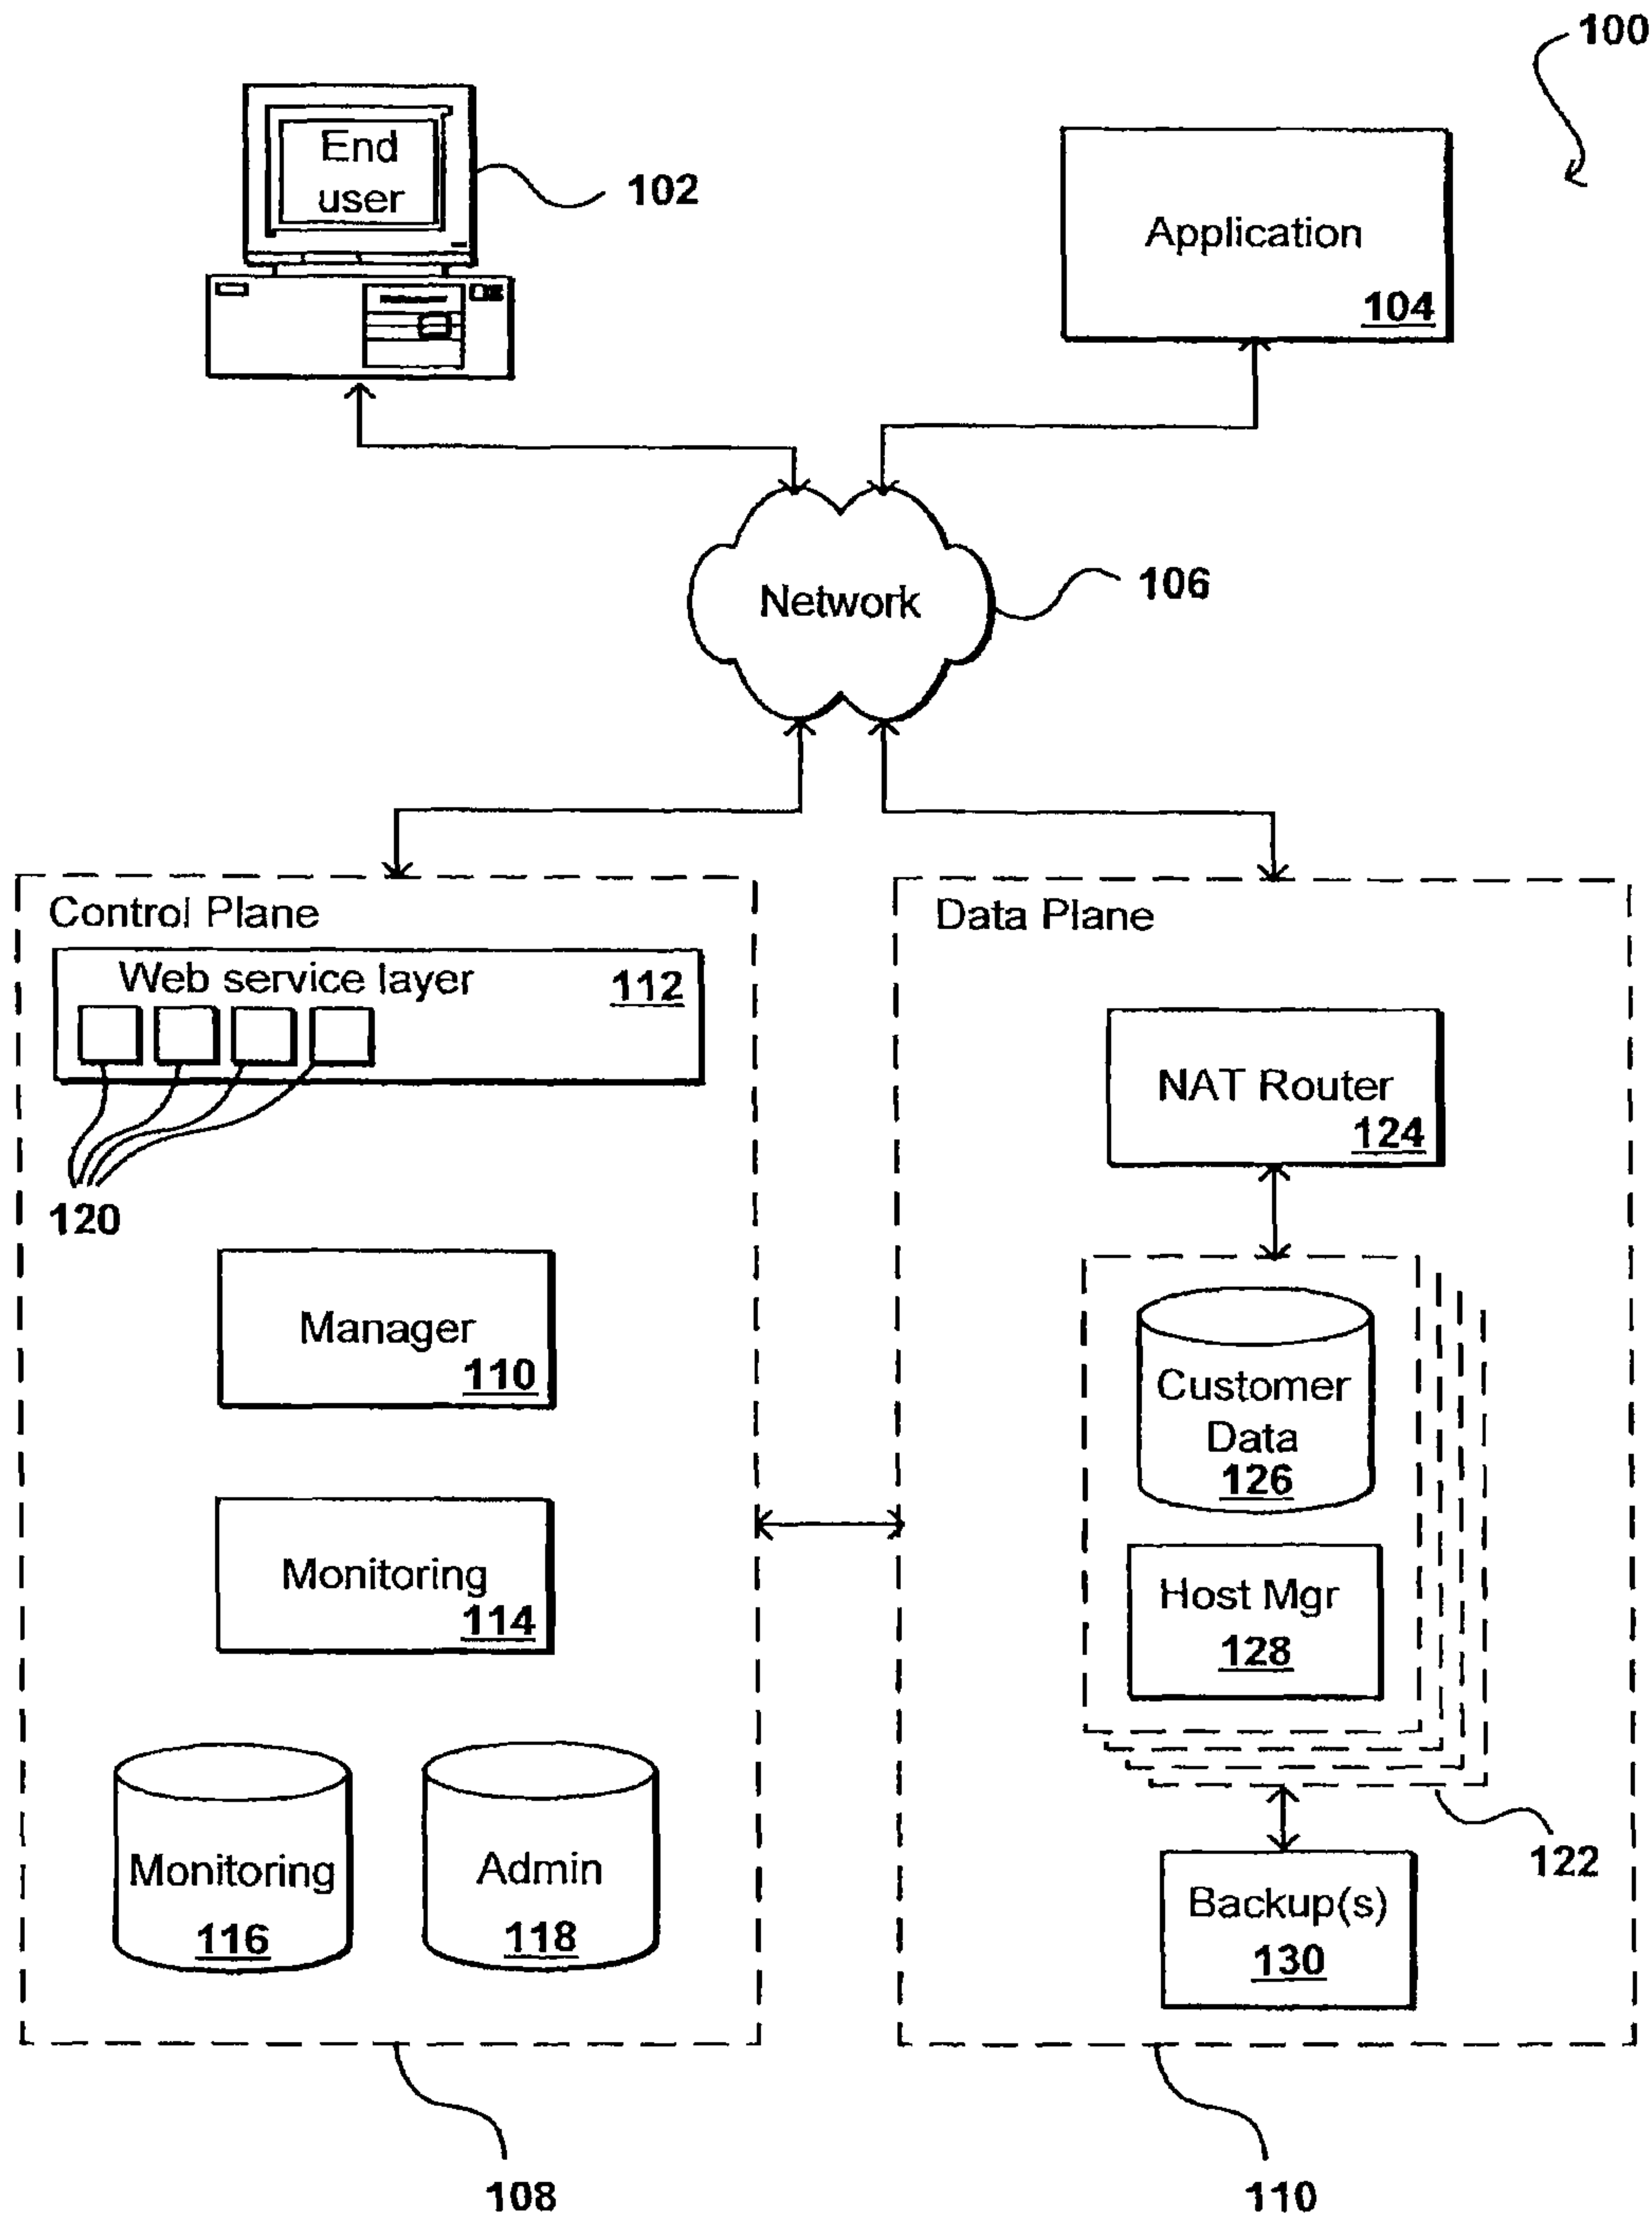 100
End
user
102
Application
104
Network
106
Control Plane
Web service layer
112
120
Manager
110
Monitoring
114
Monitoring
116
Admin
118
108
Data Plane
NAT Router
124
Customer
Data
126
Host Mgr
128
122
Backup(s)
130
110